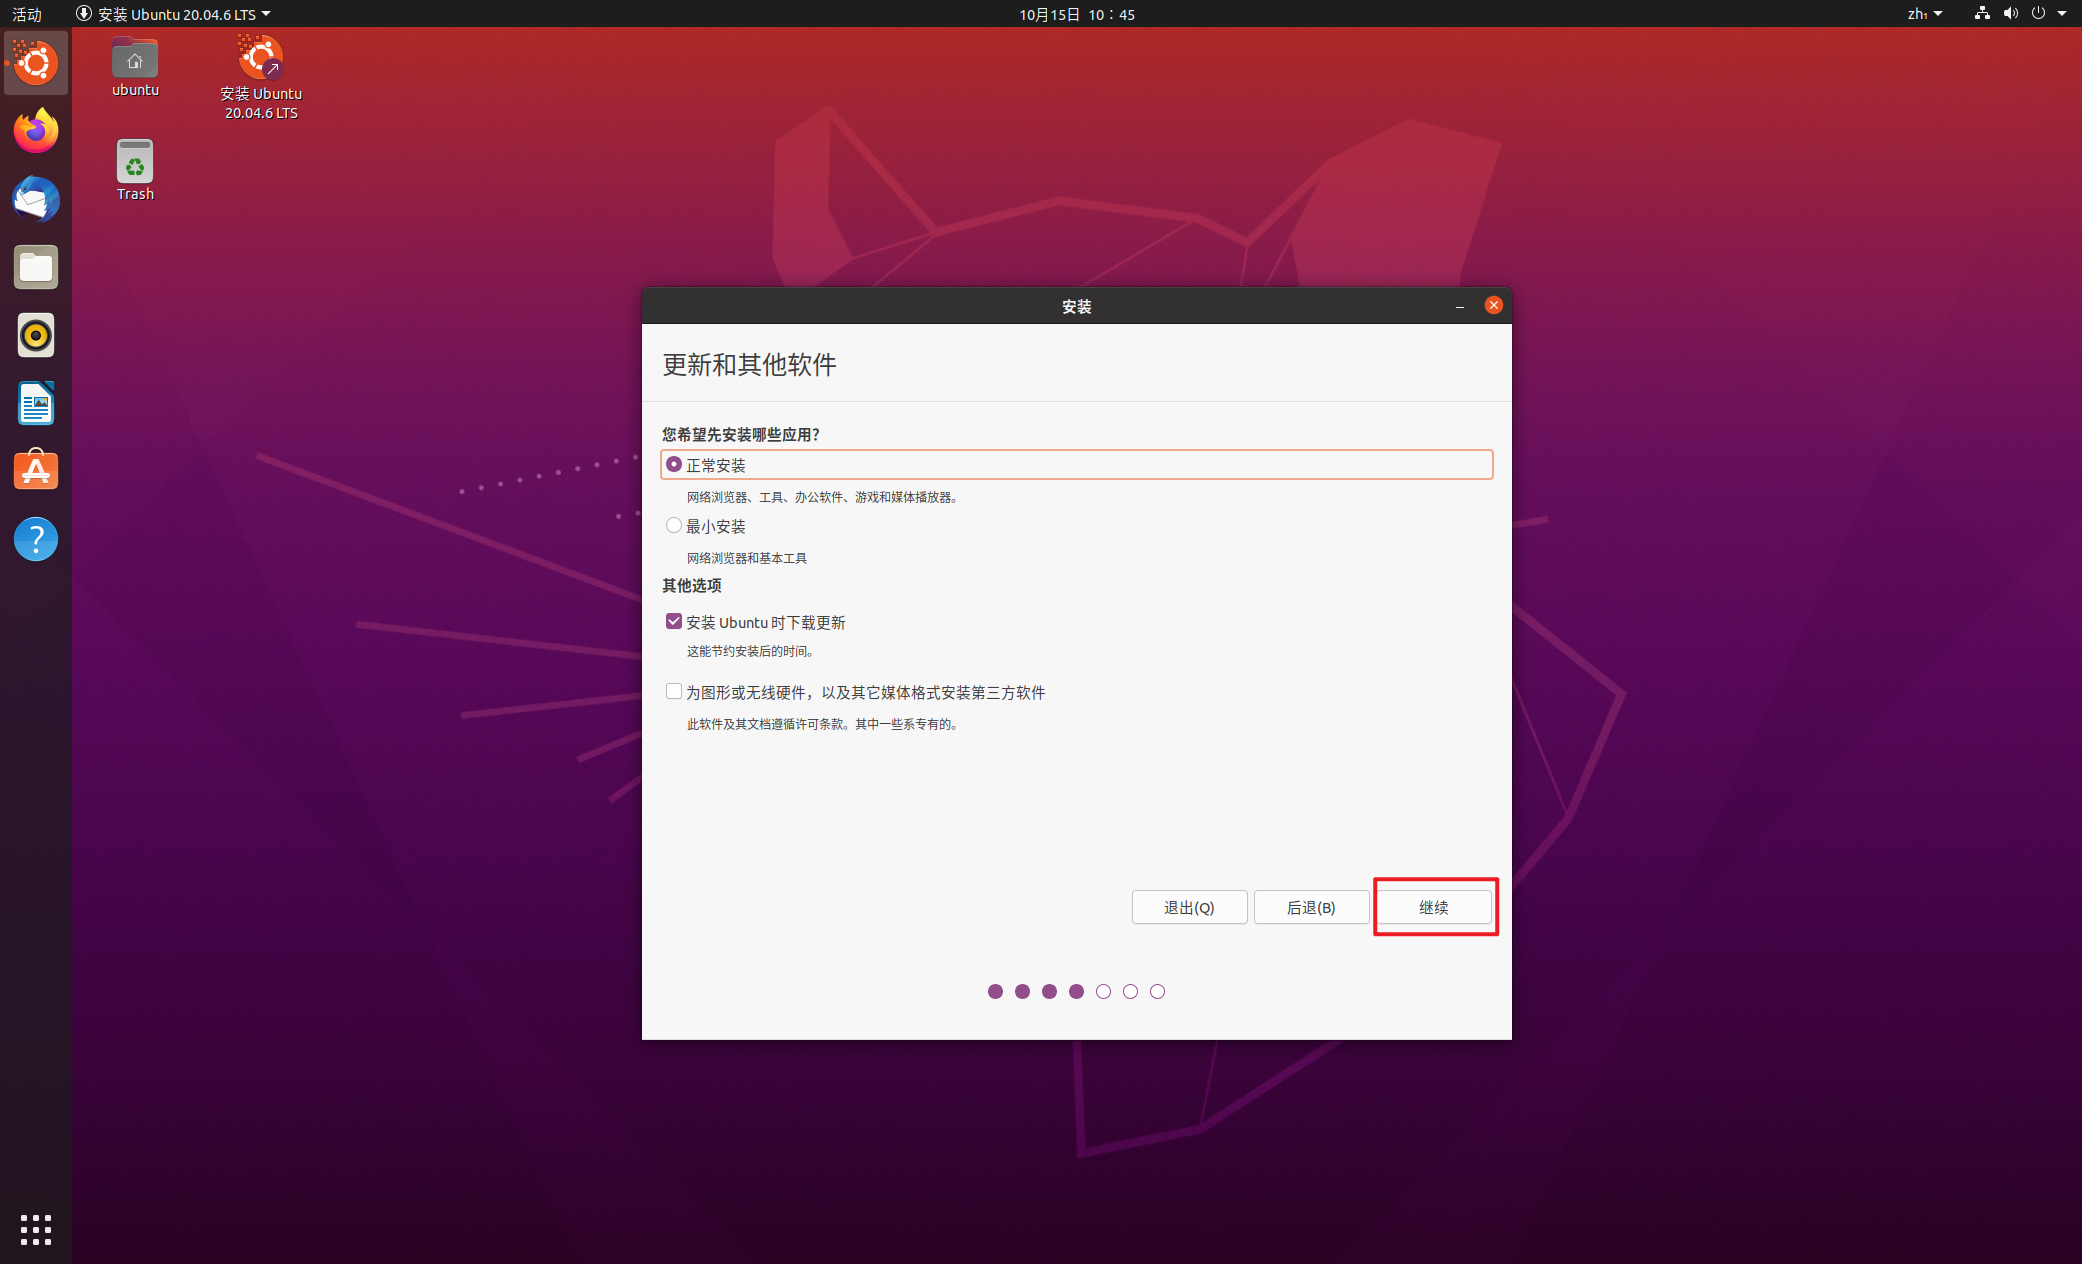 活动
安装 Ubuntu 20.04.6 LTS
10月15日 10：45
zh₁
ubuntu
安装 Ubuntu
20.04.6 LTS
Trash
安装
更新和其他软件
您希望先安装哪些应用？
正常安装
网络浏览器、工具、办公软件、游戏和媒体播放器。
最小安装
网络浏览器和基本工具
其他选项
安装 Ubuntu 时下载更新
这能节约安装后的时间。
为图形或无线硬件，以及其它媒体格式安装第三方软件
此软件及其文档遵循许可条款。其中一些系专有的。
退出(Q)
后退(B)
继续